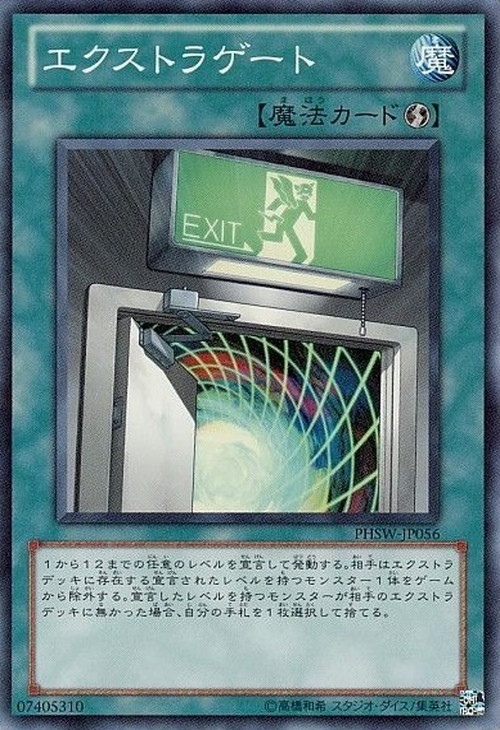 エクストラゲート
魔
【魔法カード】
EXIT
PHSW-JP056
1から12までの任意のレベルを宣言して発動する。相手はエクストラ
デッキに存在する宣言されたレベルを持つモンスター1体をゲーム
から除外する。宣言したレベルを持つモンスターが相手のエクストラ
デッキに無かった場合、自分の手札を1枚選択して捨てる。
07405310
©高橋和希 スタジオ・ダイス/集英社